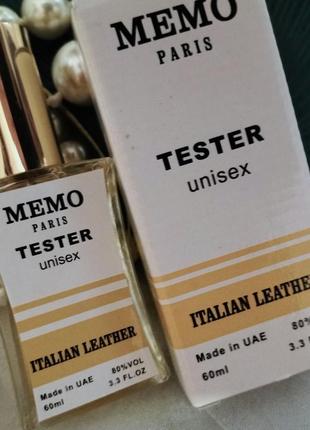 MEMO
PARIS
TESTER
unisex
ITALIAN LEATHER
Made in UAE 80%VOL
60ml 3.3 FL.OZ
MEMO
PARIS
TESTER
unisex
ITALIAN LEATHER
Made in UAE 80%
60ml 3.3 F